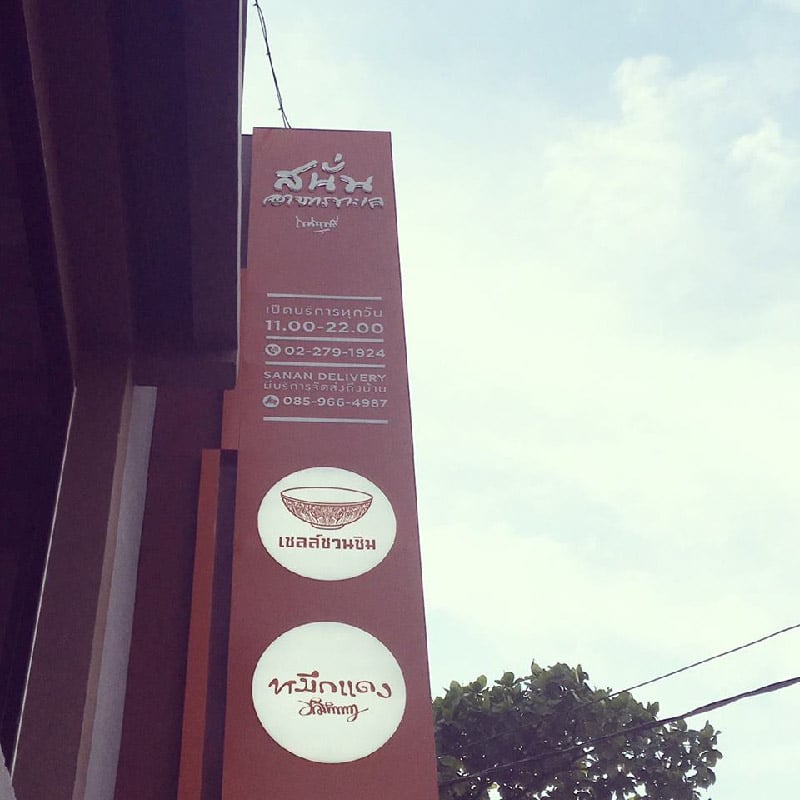 สนั่น
อาหารทะเล
เปิดบริการทุกวัน
11.00-22.00
02-279-1924
SANAN DELIVERY
มีบริการจัดส่งถึงบ้าน
085-966-4987
เชลล์ชวนชิม
หมึกแดง